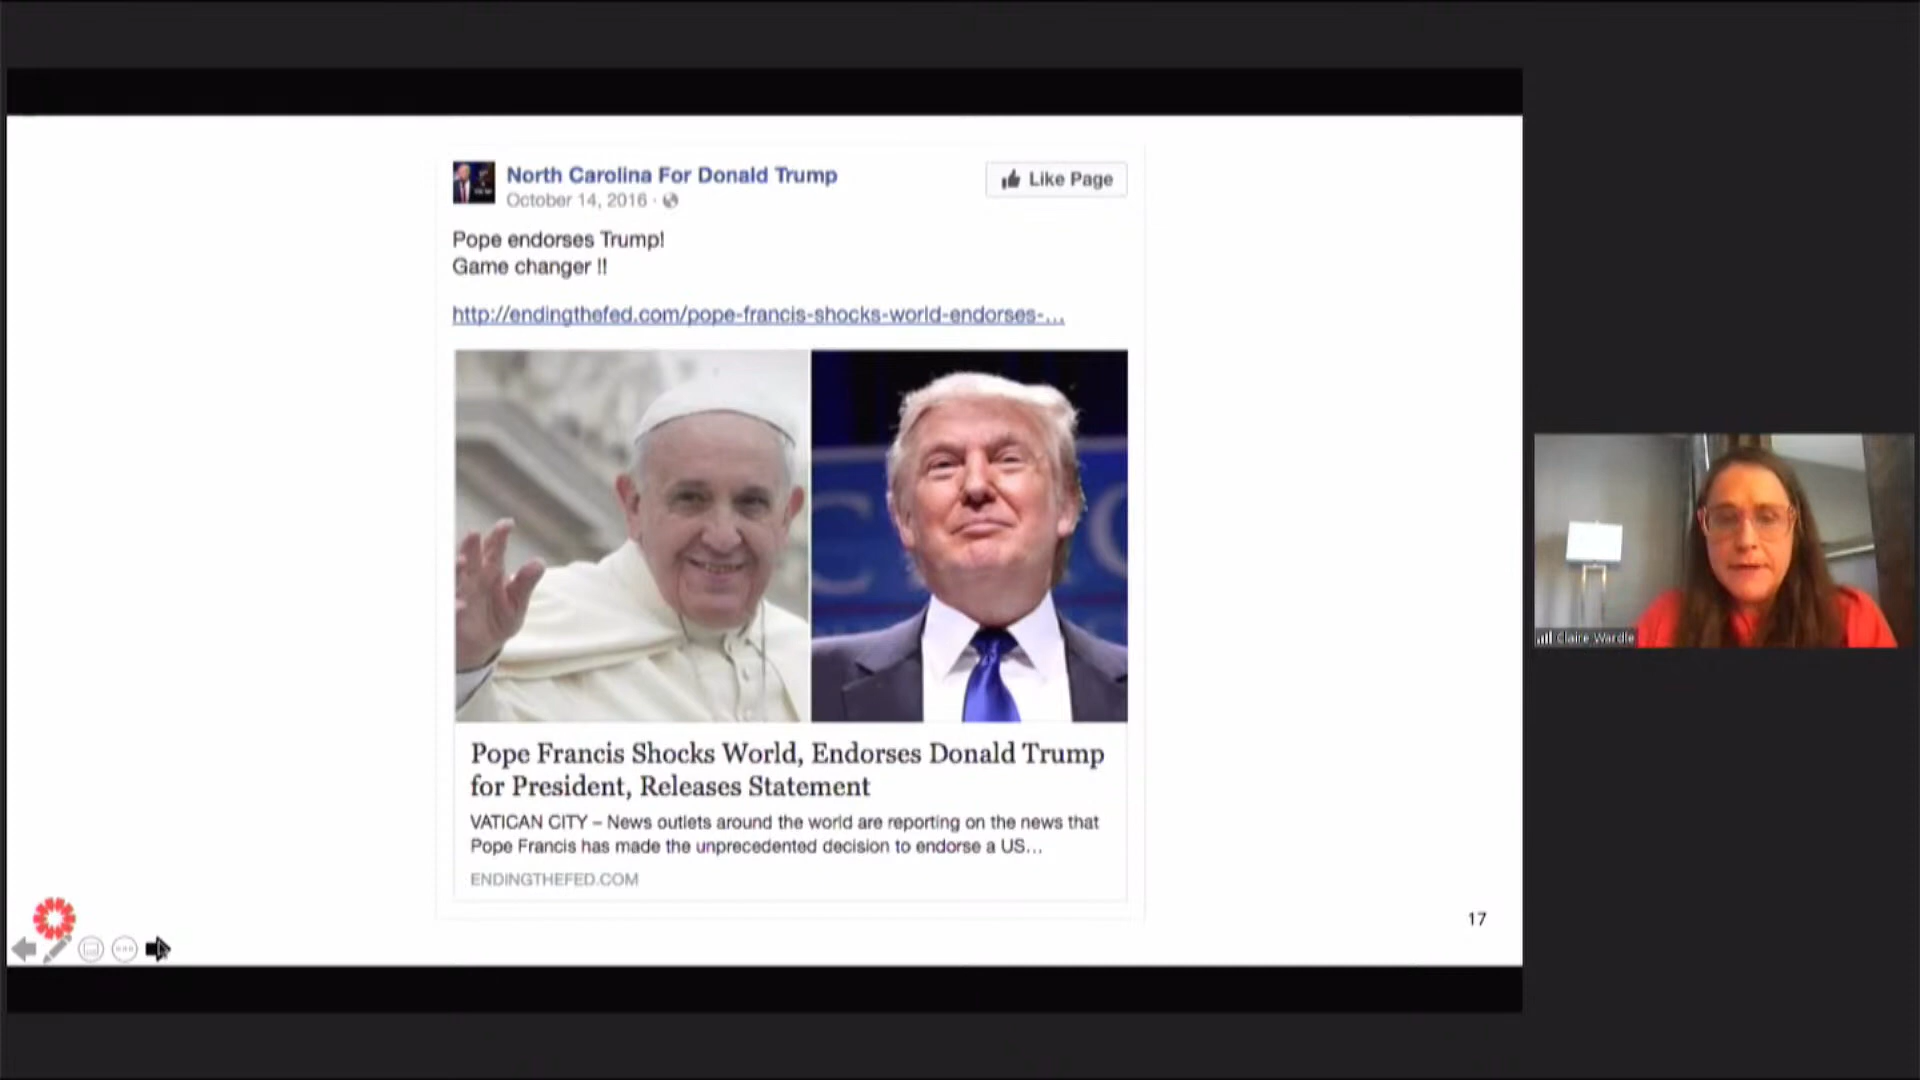 North Carolina For Donald Trump
Like Page
October 14, 2016 ·
Pope endorses Trump!
Game changer !!
http://endingthefed.com/pope-francis-shocks-world-endorses-...
Pope Francis Shocks World, Endorses Donald Trump
for President, Releases Statement
VATICAN CITY – News outlets around the world are reporting on the news that
Pope Francis has made the unprecedented decision to endorse a US...
ENDINGTHEFED.COM
17
Claire Wardle